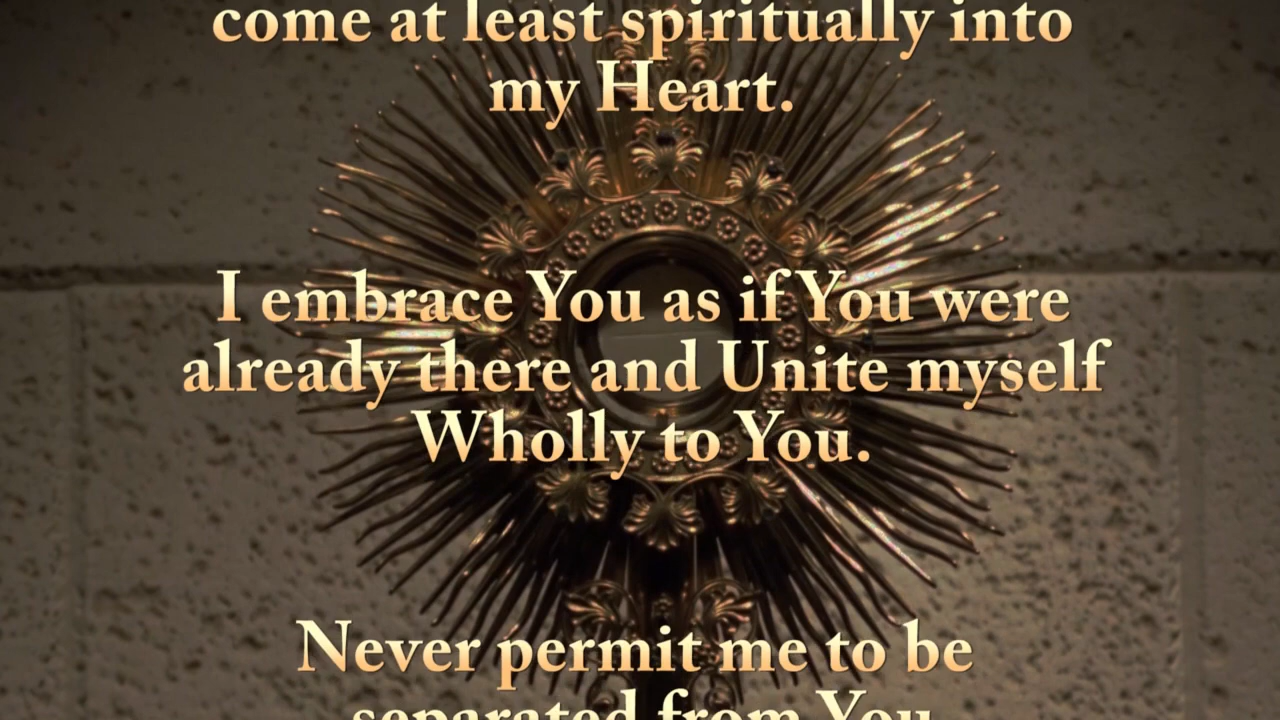 come at least spiritually into
my Heart.
I embrace You as if You were
already there and Unite myself
Wholly to You.
Never permit me to be
separated from You